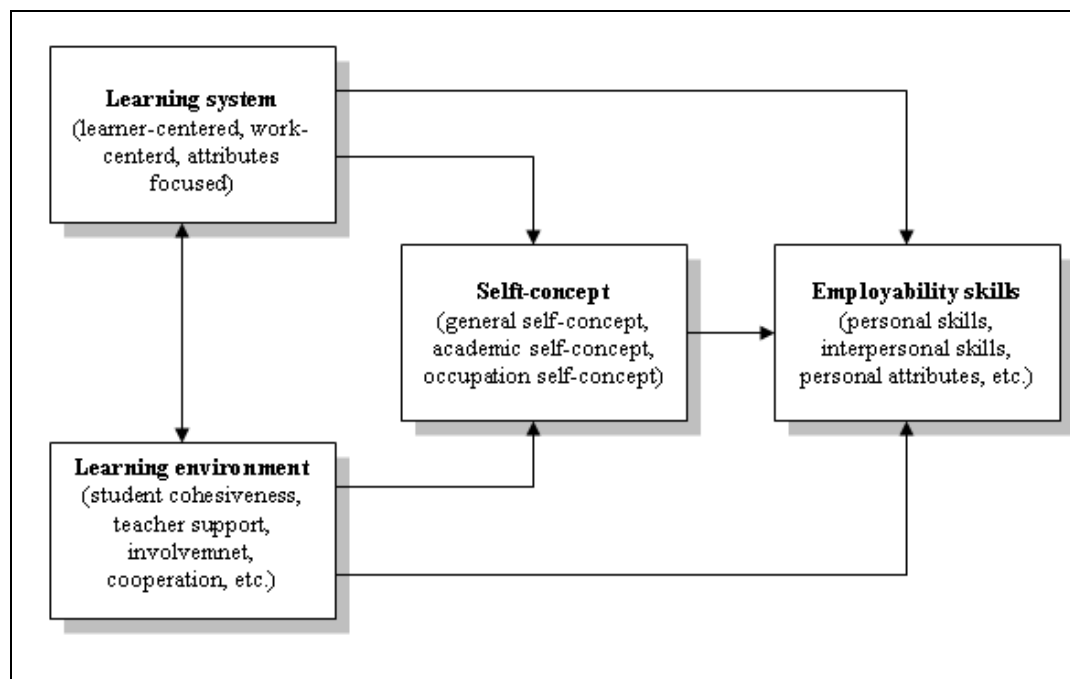 Learning system
(learner-centered, work-
centerd, attributes
focused)
Selft-concept
(general self-concept,
academic self-concept,
occupation self-concept)
Employability skills
(personal skills,
interpersonal skills,
personal attributes, etc.)
Learning environment
(student cohesiveness,
teacher support,
involvemnet,
cooperation, etc.)